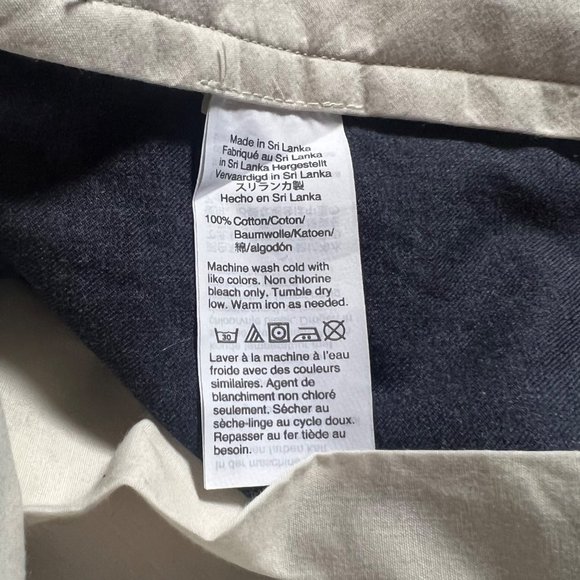 Made in Sri Lanka
Fabriqué au Sri Lanka
in Sri Lanka Hergestellt
Vervaardigd in Sri Lanka
スリランカ製
Hecho en Sri Lanka
100% Cotton/Coton/
Baumwolle/Katoen/
綿/algodón
Machine wash cold with
like colors. Non chlorine
bleach only. Tumble dry
low. Warm iron as needed.
30
Laver à la machine à l'eau
froide avec des couleurs
similaires. Agent de
blanchiment non chloré
seulement. Sécher au
sèche-linge au cycle doux.
Repasser au fer tiède au
besoin.